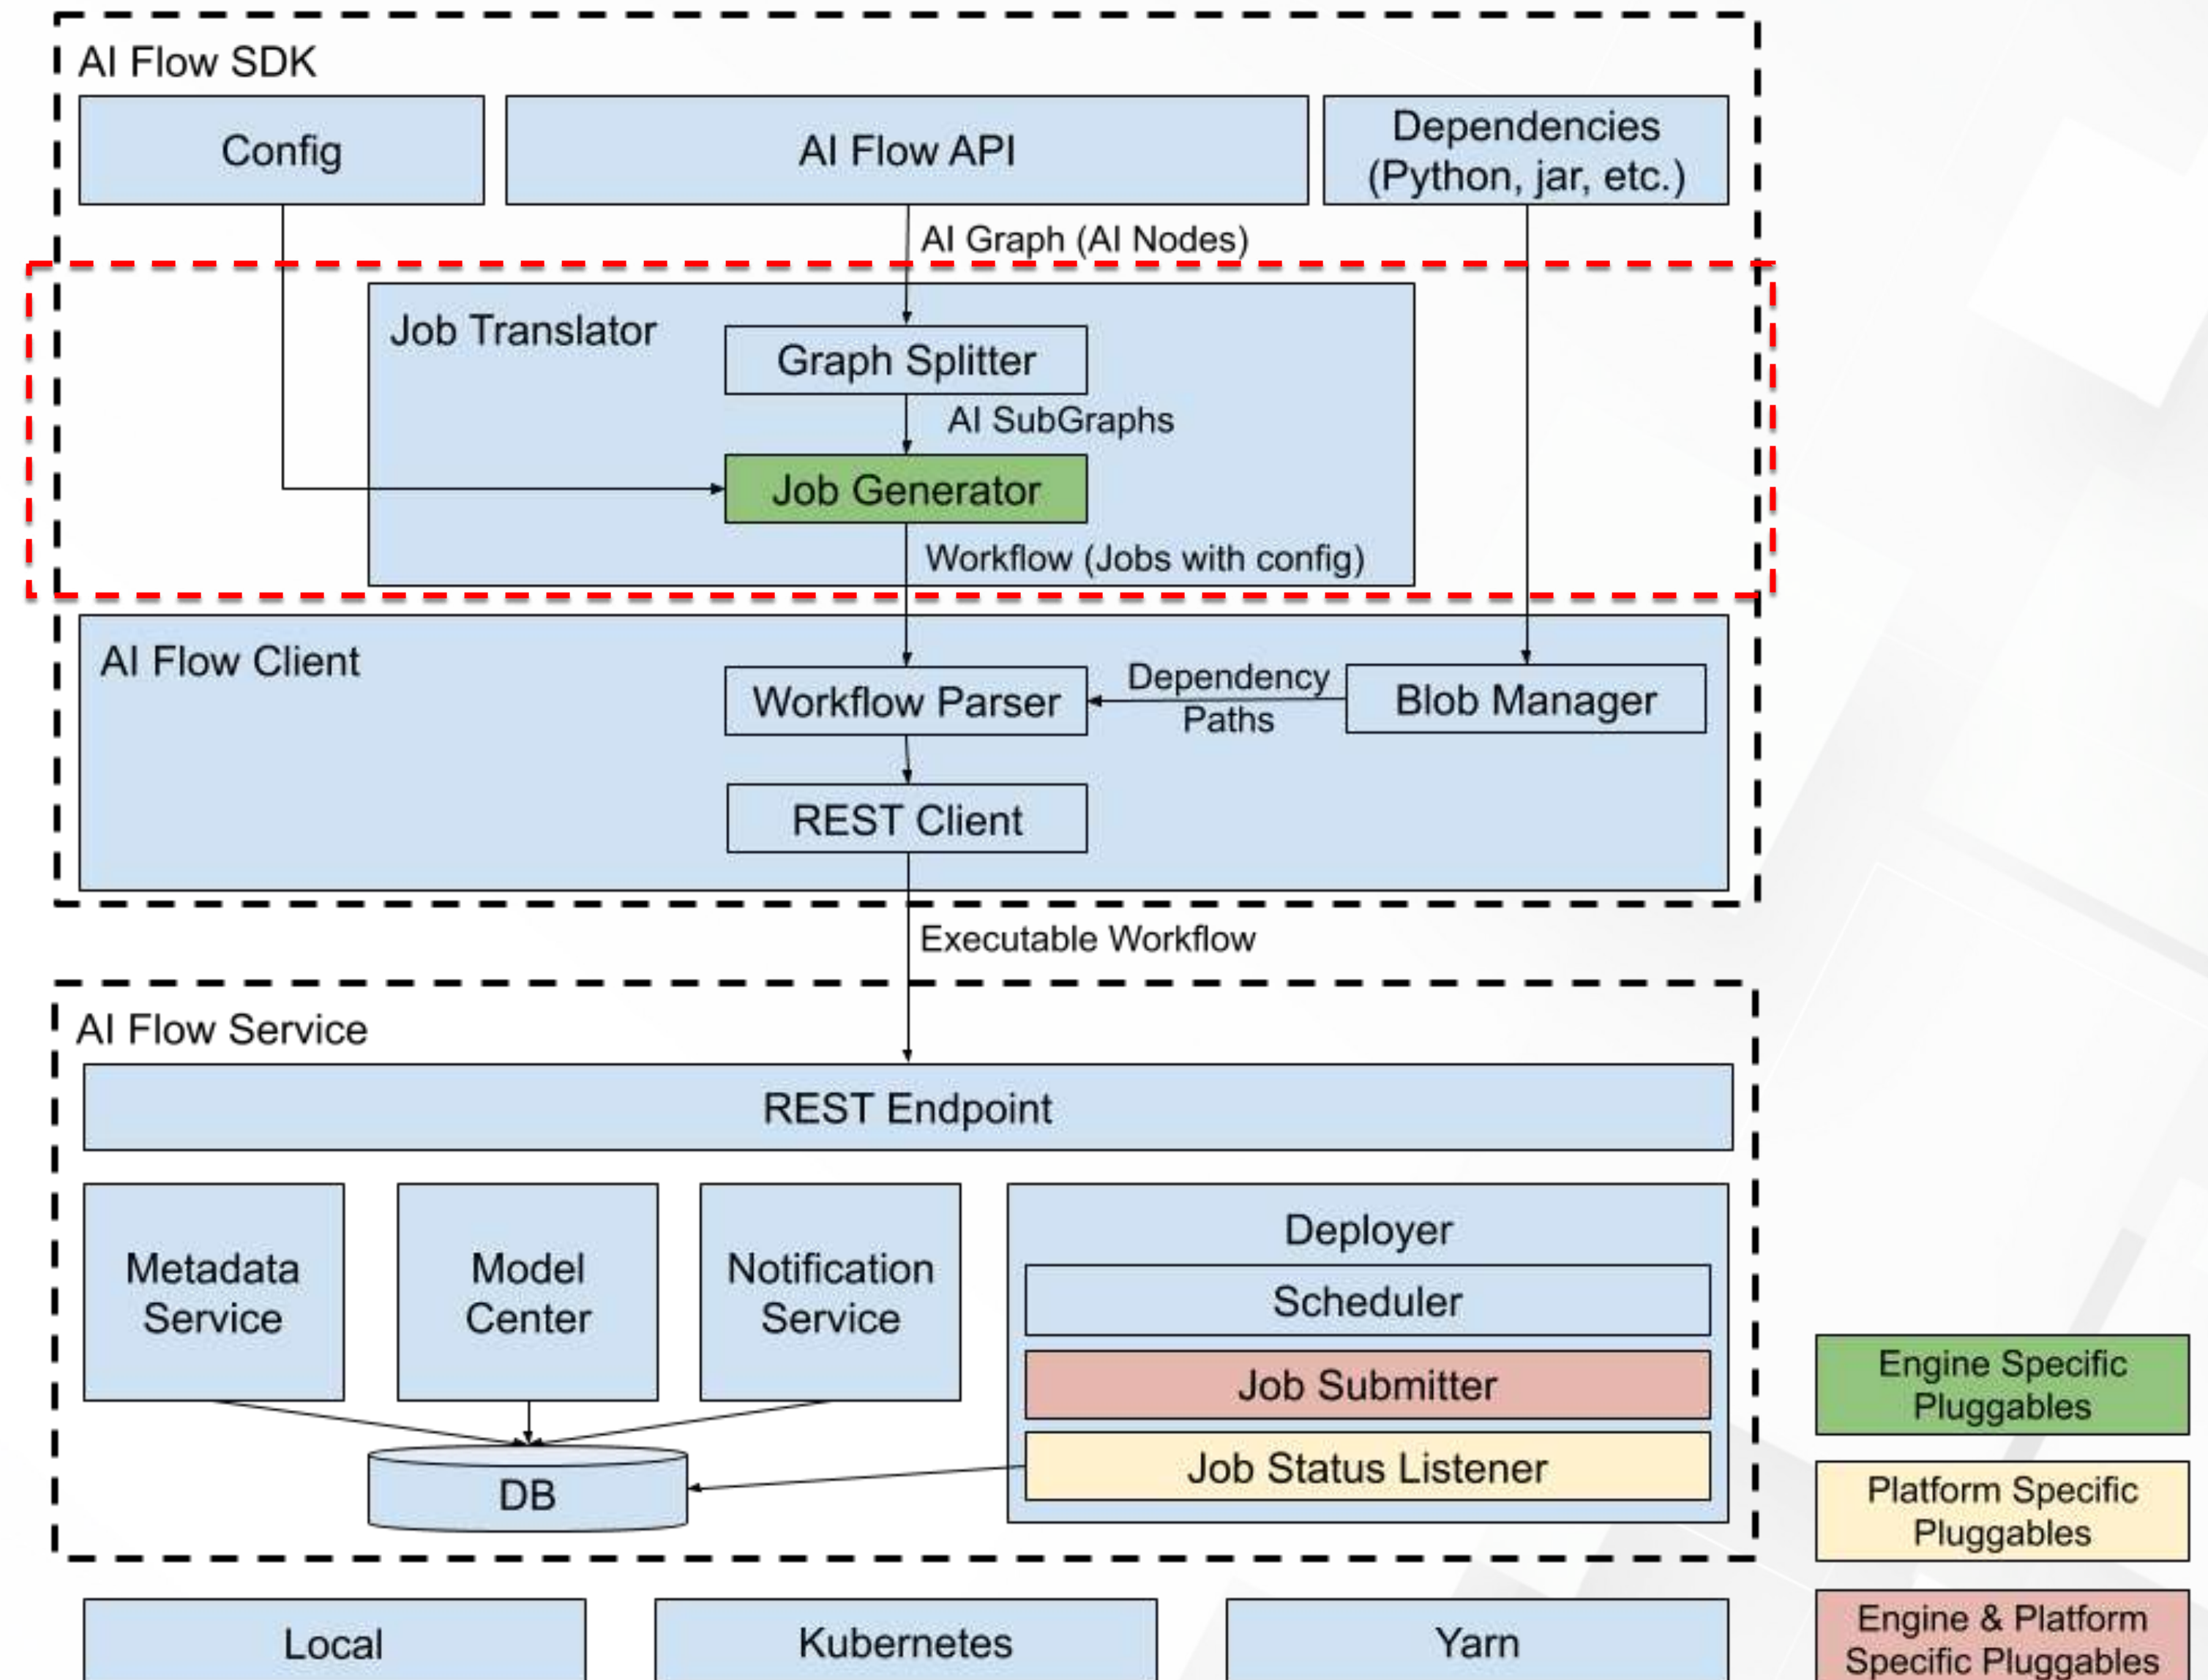 AI Flow SDK
Config
AI Flow API
Dependencies
(Python, jar, etc.)
AI Graph (AI Nodes)
Job Translator
Graph Splitter
AI SubGraphs
Job Generator
Workflow (Jobs with config)
AI Flow Client
Workflow Parser
Dependency
Paths
Blob Manager
REST Client
Executable Workflow
AI Flow Service
REST Endpoint
Metadata
Service
Model
Center
Notification
Service
Deployer
Scheduler
Job Submitter
Job Status Listener
DB
Engine Specific
Pluggables
Platform Specific
Pluggables
Engine & Platform
Specific Pluggables
Local
Kubernetes
Yarn